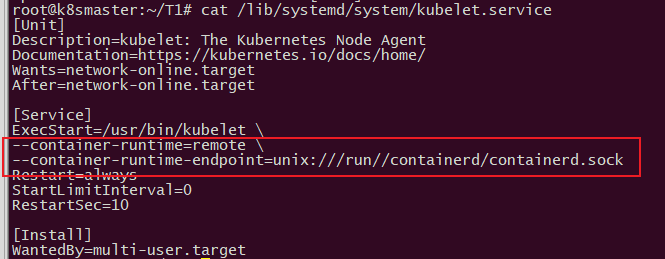 root@k8smaster:~/T1# cat /lib/systemd/system/kubelet.service
[Unit]
Description=kubelet: The Kubernetes Node Agent
Documentation=https://kubernetes.io/docs/home/
Wants=network-online.target
After=network-online.target
[Service]
ExecStart=/usr/bin/kubelet \
--container-runtime=remote \
--container-runtime-endpoint=unix:///run//containerd/containerd.sock
Restart=always
StartLimitInterval=0
RestartSec=10
[Install]
WantedBy=multi-user.target